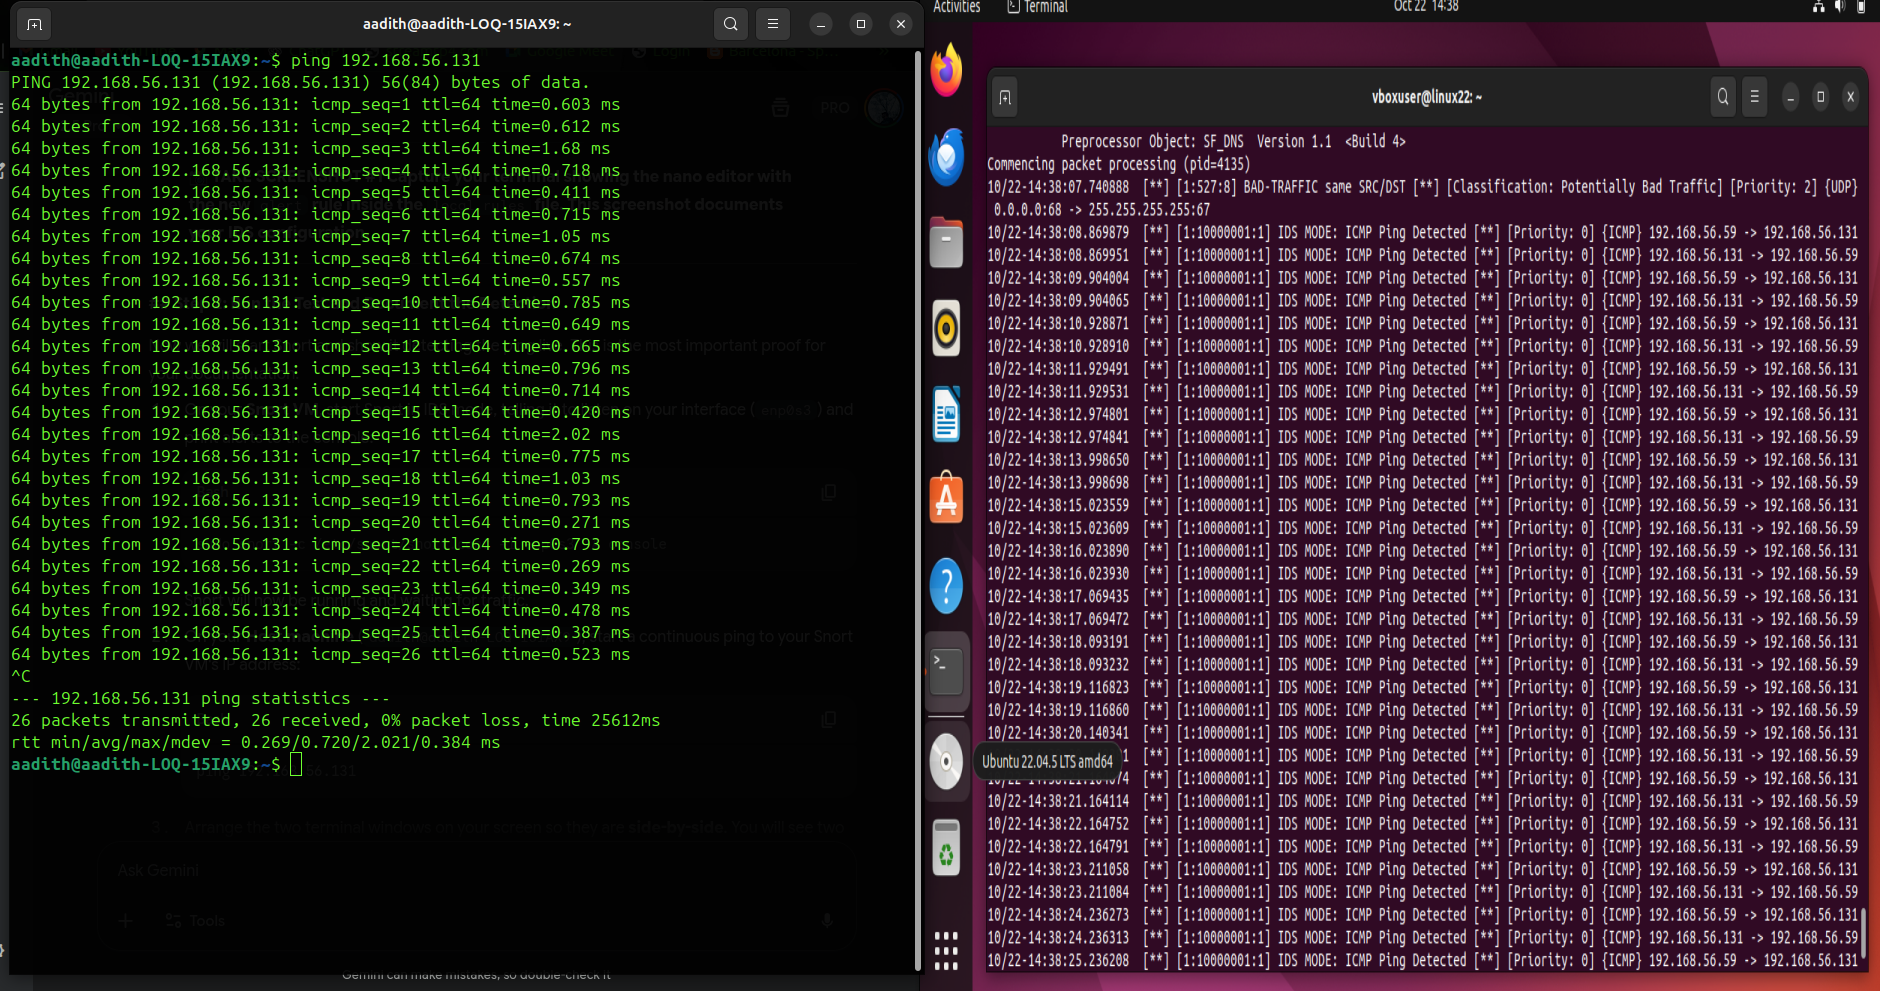 aadith@aadith-LOQ-15IAX9: ~
aadith@aadith-LOQ-15IAX9:~$ ping 192.168.56.131
PING 192.168.56.131 (192.168.56.131) 56(84) bytes of data.
64 bytes from 192.168.56.131: icmp_seq=1 ttl=64 time=0.603 ms
64 bytes from 192.168.56.131: icmp_seq=2 ttl=64 time=0.612 ms
64 bytes from 192.168.56.131: icmp_seq=3 ttl=64 time=1.68 ms
64 bytes from 192.168.56.131: icmp_seq=4 ttl=64 time=0.718 ms
64 bytes from 192.168.56.131: icmp_seq=5 ttl=64 time=0.411 ms
64 bytes from 192.168.56.131: icmp_seq=6 ttl=64 time=0.715 ms
64 bytes from 192.168.56.131: icmp_seq=7 ttl=64 time=1.05 ms
64 bytes from 192.168.56.131: icmp_seq=8 ttl=64 time=0.674 ms
64 bytes from 192.168.56.131: icmp_seq=9 ttl=64 time=0.557 ms
64 bytes from 192.168.56.131: icmp_seq=10 ttl=64 time=0.785 ms
64 bytes from 192.168.56.131: icmp_seq=11 ttl=64 time=0.649 ms
64 bytes from 192.168.56.131: icmp_seq=12 ttl=64 time=0.665 ms
64 bytes from 192.168.56.131: icmp_seq=13 ttl=64 time=0.796 ms
64 bytes from 192.168.56.131: icmp_seq=14 ttl=64 time=0.714 ms
64 bytes from 192.168.56.131: icmp_seq=15 ttl=64 time=0.420 ms
64 bytes from 192.168.56.131: icmp_seq=16 ttl=64 time=2.02 ms
64 bytes from 192.168.56.131: icmp_seq=17 ttl=64 time=0.775 ms
64 bytes from 192.168.56.131: icmp_seq=18 ttl=64 time=1.03 ms
64 bytes from 192.168.56.131: icmp_seq=19 ttl=64 time=0.793 ms
64 bytes from 192.168.56.131: icmp_seq=20 ttl=64 time=0.271 ms
64 bytes from 192.168.56.131: icmp_seq=21 ttl=64 time=0.793 ms
64 bytes from 192.168.56.131: icmp_seq=22 ttl=64 time=0.269 ms
64 bytes from 192.168.56.131: icmp_seq=23 ttl=64 time=0.349 ms
64 bytes from 192.168.56.131: icmp_seq=24 ttl=64 time=0.478 ms
64 bytes from 192.168.56.131: icmp_seq=25 ttl=64 time=0.387 ms
64 bytes from 192.168.56.131: icmp_seq=26 ttl=64 time=0.523 ms
^C
--- 192.168.56.131 ping statistics ---
26 packets transmitted, 26 received, 0% packet loss, time 25612ms
rtt min/avg/max/mdev = 0.269/0.720/2.021/0.384 ms
aadith@aadith-LOQ-15IAX9:~$
PRO
showing the nano editor with
rule inside the
file. This screenshot documents
most important proof for
on your interface (enp0s3) and
a continuous ping to your Snort
3. Arrange the two terminal windows on your screen so they are side-by-side. You will see two
Ask Gemini
Tools
Gemini can make mistakes, so double-check it
Activities
Terminal
Oct 22 14:38
vboxuser@linux22: ~
Preprocessor Object: SF_DNS Version 1.1 <Build 4>
Commencing packet processing (pid=4135)
10/22-14:38:07.740888 [**] [1:527:8] BAD-TRAFFIC same SRC/DST [**] [Classification: Potentially Bad Traffic] [Priority: 2] {UDP}
0.0.0.0:68 -> 255.255.255.255:67
10/22-14:38:08.869879 [**] [1:10000001:1] IDS MODE: ICMP Ping Detected [**] [Priority: 0] {ICMP} 192.168.56.59 -> 192.168.56.131
10/22-14:38:08.869951 [**] [1:10000001:1] IDS MODE: ICMP Ping Detected [**] [Priority: 0] {ICMP} 192.168.56.131 -> 192.168.56.59
10/22-14:38:09.904004 [**] [1:10000001:1] IDS MODE: ICMP Ping Detected [**] [Priority: 0] {ICMP} 192.168.56.59 -> 192.168.56.131
10/22-14:38:09.904065 [**] [1:10000001:1] IDS MODE: ICMP Ping Detected [**] [Priority: 0] {ICMP} 192.168.56.131 -> 192.168.56.59
10/22-14:38:10.928871 [**] [1:10000001:1] IDS MODE: ICMP Ping Detected [**] [Priority: 0] {ICMP} 192.168.56.59 -> 192.168.56.131
10/22-14:38:10.928910 [**] [1:10000001:1] IDS MODE: ICMP Ping Detected [**] [Priority: 0] {ICMP} 192.168.56.131 -> 192.168.56.59
10/22-14:38:11.929491 [**] [1:10000001:1] IDS MODE: ICMP Ping Detected [**] [Priority: 0] {ICMP} 192.168.56.59 -> 192.168.56.131
10/22-14:38:11.929531 [**] [1:10000001:1] IDS MODE: ICMP Ping Detected [**] [Priority: 0] {ICMP} 192.168.56.131 -> 192.168.56.59
10/22-14:38:12.974801 [**] [1:10000001:1] IDS MODE: ICMP Ping Detected [**] [Priority: 0] {ICMP} 192.168.56.59 -> 192.168.56.131
10/22-14:38:12.974841 [**] [1:10000001:1] IDS MODE: ICMP Ping Detected [**] [Priority: 0] {ICMP} 192.168.56.131 -> 192.168.56.59
10/22-14:38:13.998650 [**] [1:10000001:1] IDS MODE: ICMP Ping Detected [**] [Priority: 0] {ICMP} 192.168.56.59 -> 192.168.56.131
10/22-14:38:13.998698 [**] [1:10000001:1] IDS MODE: ICMP Ping Detected [**] [Priority: 0] {ICMP} 192.168.56.131 -> 192.168.56.59
10/22-14:38:15.023559 [**] [1:10000001:1] IDS MODE: ICMP Ping Detected [**] [Priority: 0] {ICMP} 192.168.56.59 -> 192.168.56.131
10/22-14:38:15.023609 [**] [1:10000001:1] IDS MODE: ICMP Ping Detected [**] [Priority: 0] {ICMP} 192.168.56.131 -> 192.168.56.59
10/22-14:38:16.023890 [**] [1:10000001:1] IDS MODE: ICMP Ping Detected [**] [Priority: 0] {ICMP} 192.168.56.59 -> 192.168.56.131
10/22-14:38:16.023930 [**] [1:10000001:1] IDS MODE: ICMP Ping Detected [**] [Priority: 0] {ICMP} 192.168.56.131 -> 192.168.56.59
10/22-14:38:17.069435 [**] [1:10000001:1] IDS MODE: ICMP Ping Detected [**] [Priority: 0] {ICMP} 192.168.56.59 -> 192.168.56.131
10/22-14:38:17.069472 [**] [1:10000001:1] IDS MODE: ICMP Ping Detected [**] [Priority: 0] {ICMP} 192.168.56.131 -> 192.168.56.59
10/22-14:38:18.093191 [**] [1:10000001:1] IDS MODE: ICMP Ping Detected [**] [Priority: 0] {ICMP} 192.168.56.59 -> 192.168.56.131
10/22-14:38:18.093232 [**] [1:10000001:1] IDS MODE: ICMP Ping Detected [**] [Priority: 0] {ICMP} 192.168.56.131 -> 192.168.56.59
10/22-14:38:19.116823 [**] [1:10000001:1] IDS MODE: ICMP Ping Detected [**] [Priority: 0] {ICMP} 192.168.56.59 -> 192.168.56.131
10/22-14:38:19.116860 [**] [1:10000001:1] IDS MODE: ICMP Ping Detected [**] [Priority: 0] {ICMP} 192.168.56.131 -> 192.168.56.59
10/22-14:38:20.140341 [**] [1:10000001:1] IDS MODE: ICMP Ping Detected [**] [Priority: 0] {ICMP} 192.168.56.59 -> 192.168.56.131
Ubuntu 22.04.5 LTS amd64
1 [**] [1:10000001:1] IDS MODE: ICMP Ping Detected [**] [Priority: 0] {ICMP} 192.168.56.131 -> 192.168.56.59
[**] [1:10000001:1] IDS MODE: ICMP Ping Detected [**] [Priority: 0] {ICMP} 192.168.56.59 -> 192.168.56.131
10/22-14:38:21.164114 [**] [1:10000001:1] IDS MODE: ICMP Ping Detected [**] [Priority: 0] {ICMP} 192.168.56.131 -> 192.168.56.59
10/22-14:38:22.164752 [**] [1:10000001:1] IDS MODE: ICMP Ping Detected [**] [Priority: 0] {ICMP} 192.168.56.59 -> 192.168.56.131
10/22-14:38:22.164791 [**] [1:10000001:1] IDS MODE: ICMP Ping Detected [**] [Priority: 0] {ICMP} 192.168.56.131 -> 192.168.56.59
10/22-14:38:23.211058 [**] [1:10000001:1] IDS MODE: ICMP Ping Detected [**] [Priority: 0] {ICMP} 192.168.56.59 -> 192.168.56.131
10/22-14:38:23.211084 [**] [1:10000001:1] IDS MODE: ICMP Ping Detected [**] [Priority: 0] {ICMP} 192.168.56.131 -> 192.168.56.59
10/22-14:38:24.236273 [**] [1:10000001:1] IDS MODE: ICMP Ping Detected [**] [Priority: 0] {ICMP} 192.168.56.59 -> 192.168.56.131
10/22-14:38:24.236313 [**] [1:10000001:1] IDS MODE: ICMP Ping Detected [**] [Priority: 0] {ICMP} 192.168.56.131 -> 192.168.56.59
10/22-14:38:25.236208 [**] [1:10000001:1] IDS MODE: ICMP Ping Detected [**] [Priority: 0] {ICMP} 192.168.56.59 -> 192.168.56.131